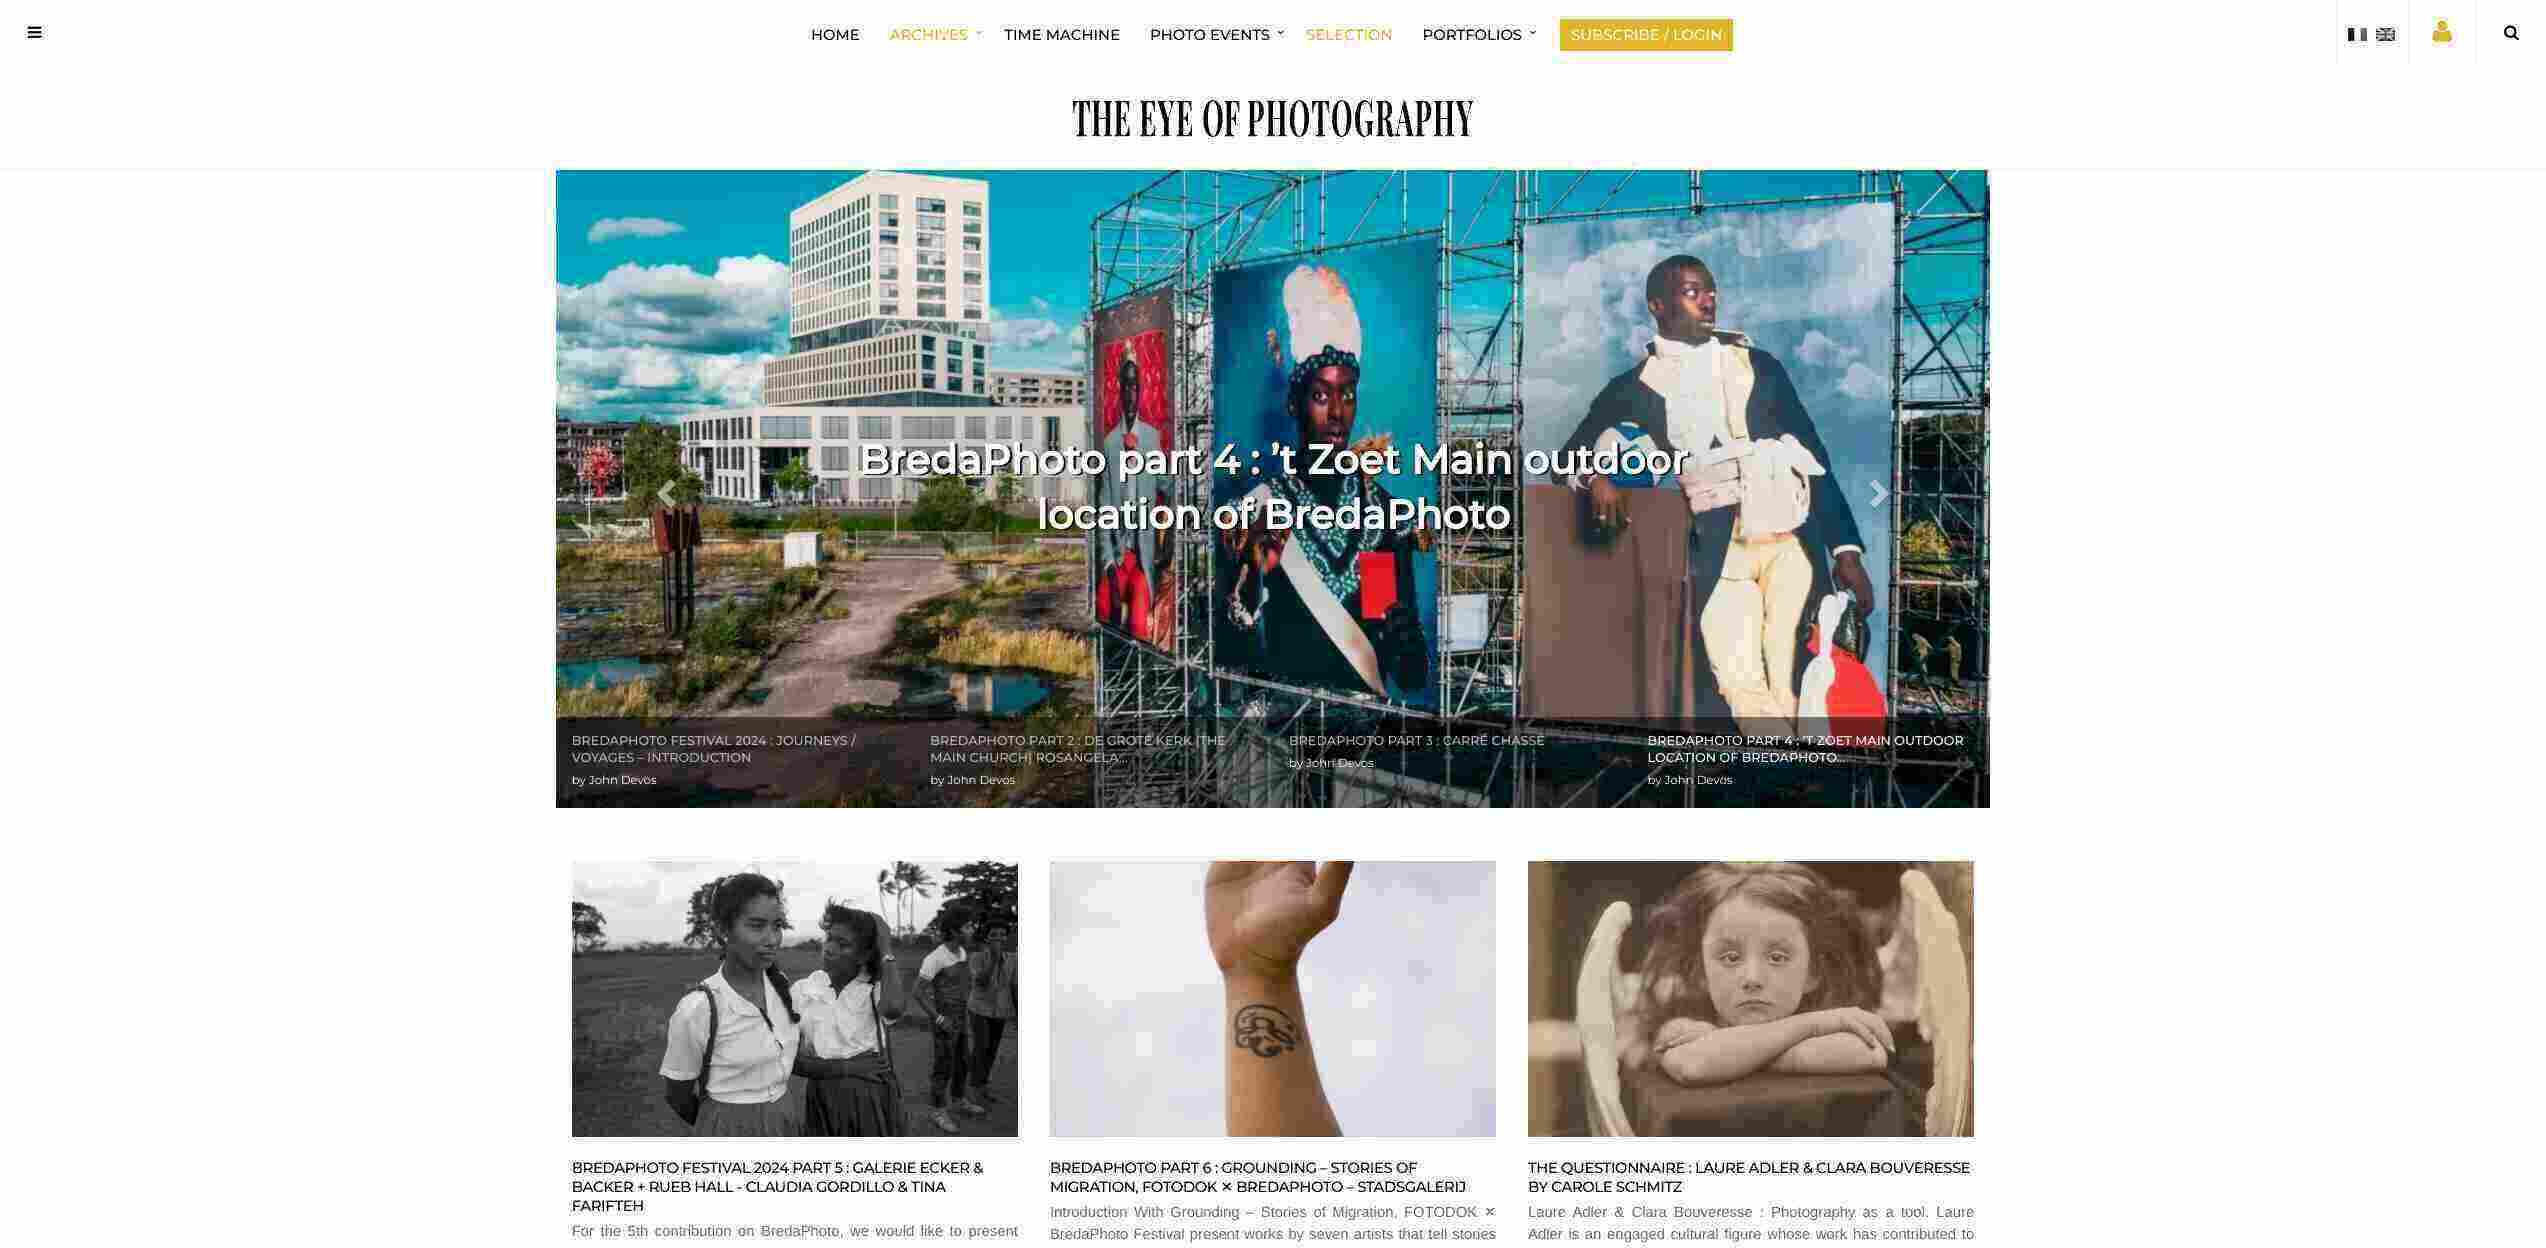 HOME ARCHIVES TIME MACHINE PHOTO EVENTS SELECTION PORTFOLIOS SUBSCRIBE / LOGIN
THE EYE OF PHOTOGRAPHY
BredaPhoto part 4 : ’t Zoet Main outdoor
location of BredaPhoto
BREDAPHOTO FESTIVAL 2024 : JOURNEYS /
VOYAGES – INTRODUCTION
by John Devos
BREDAPHOTO PART 2 : DE GROTE KERK (THE
MAIN CHURCH) ROSANGELA...
by John Devos
BREDAPHOTO PART 3 : CARRÉ CHASSÉ
by John Devos
BREDAPHOTO PART 4 : ’T ZOET MAIN OUTDOOR
LOCATION OF BREDAPHOTO...
by John Devos
BREDAPHOTO FESTIVAL 2024 PART 5 : GALERIE ECKER &
BACKER + RUEB HALL - CLAUDIA GORDILLO & TINA
FARIFTEH
For the 5th contribution on BredaPhoto, we would like to present
BREDAPHOTO PART 6 : GROUNDING – STORIES OF
MIGRATION, FOTODOK × BREDAPHOTO – STADSGALERIJ
Introduction With Grounding – Stories of Migration, FOTODOK ×
BredaPhoto Festival present works by seven artists that tell stories
THE QUESTIONNAIRE : LAURE ADLER & CLARA BOUVERESSE
BY CAROLE SCHMITZ
Laure Adler & Clara Bouveresse : Photography as a tool. Laure
Adler is an engaged cultural figure whose work has contributed to